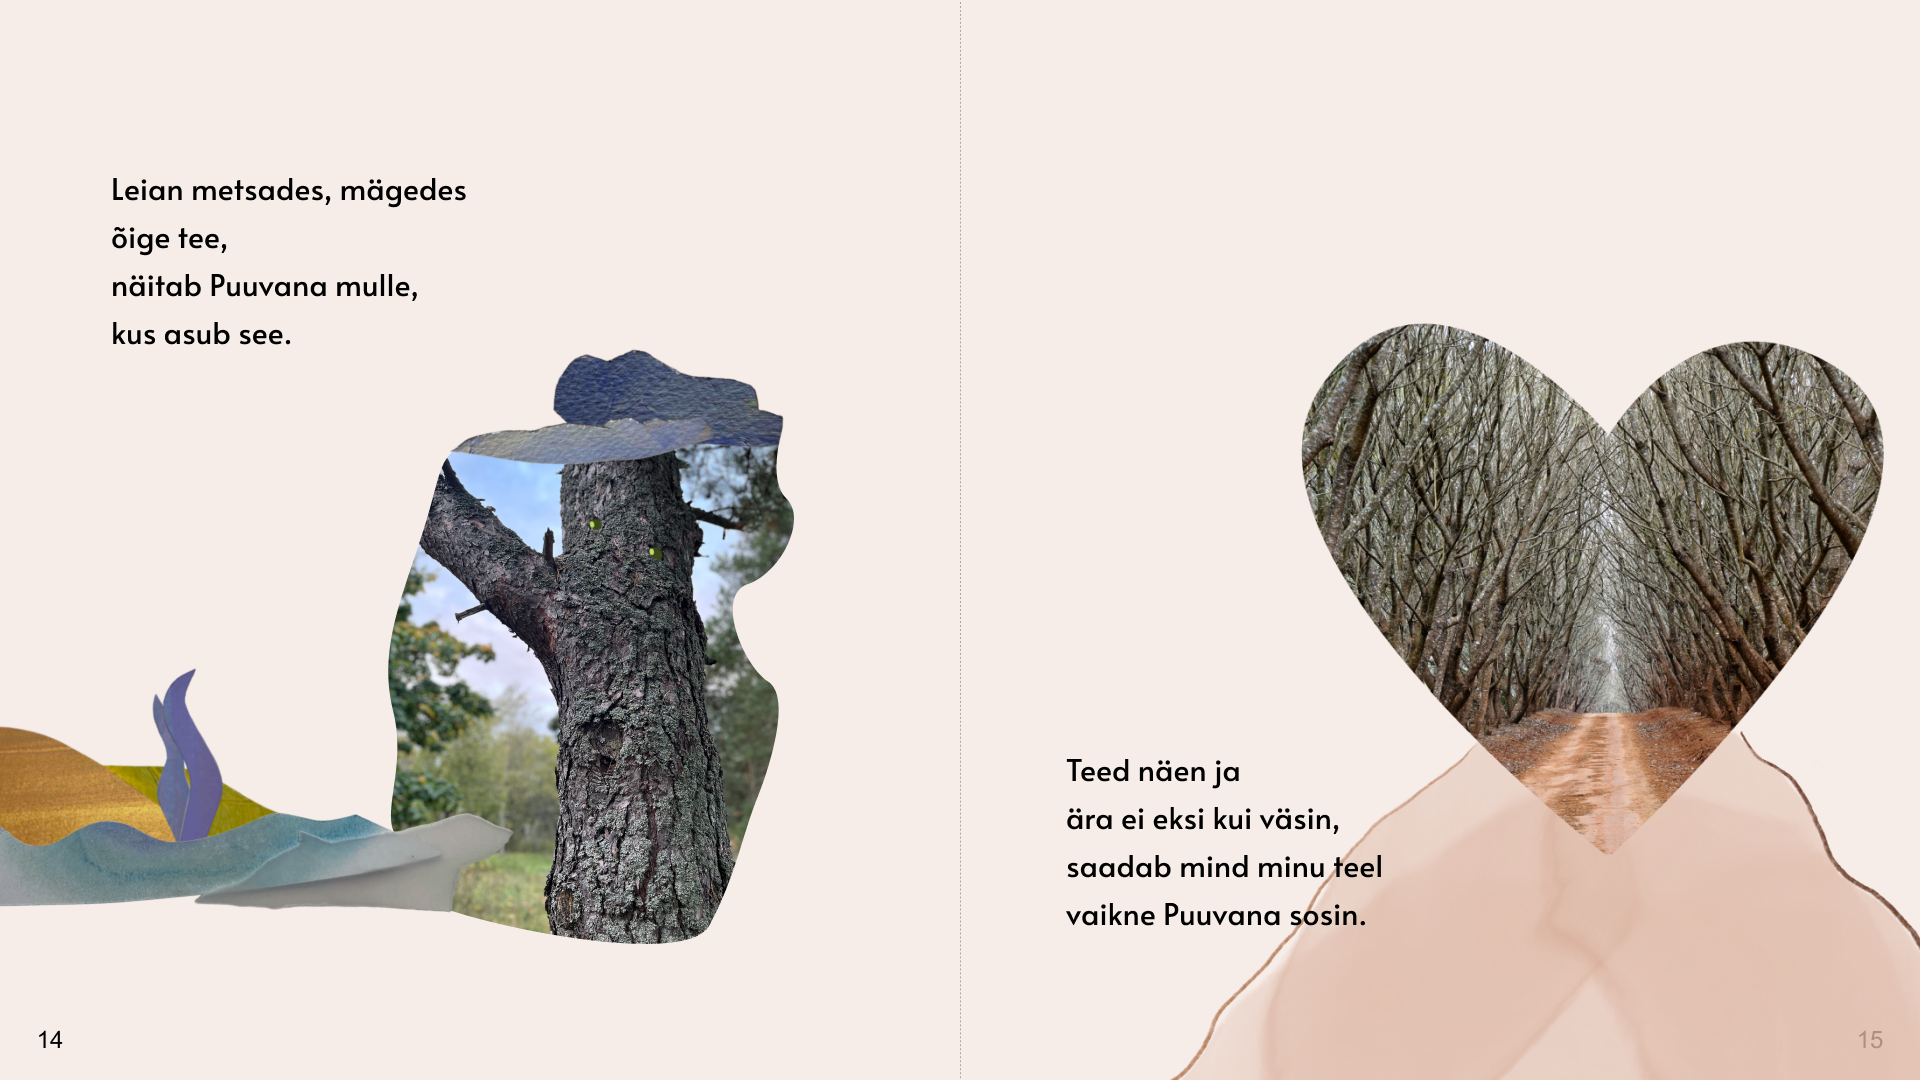 Leian metsades, mägedes
õige tee,
näitab Puuvana mulle,
kus asub see.
14
Teed näen ja
ära ei eksi kui väsin,
saadab mind minu teel
vaikne Puuvana sosin.
15